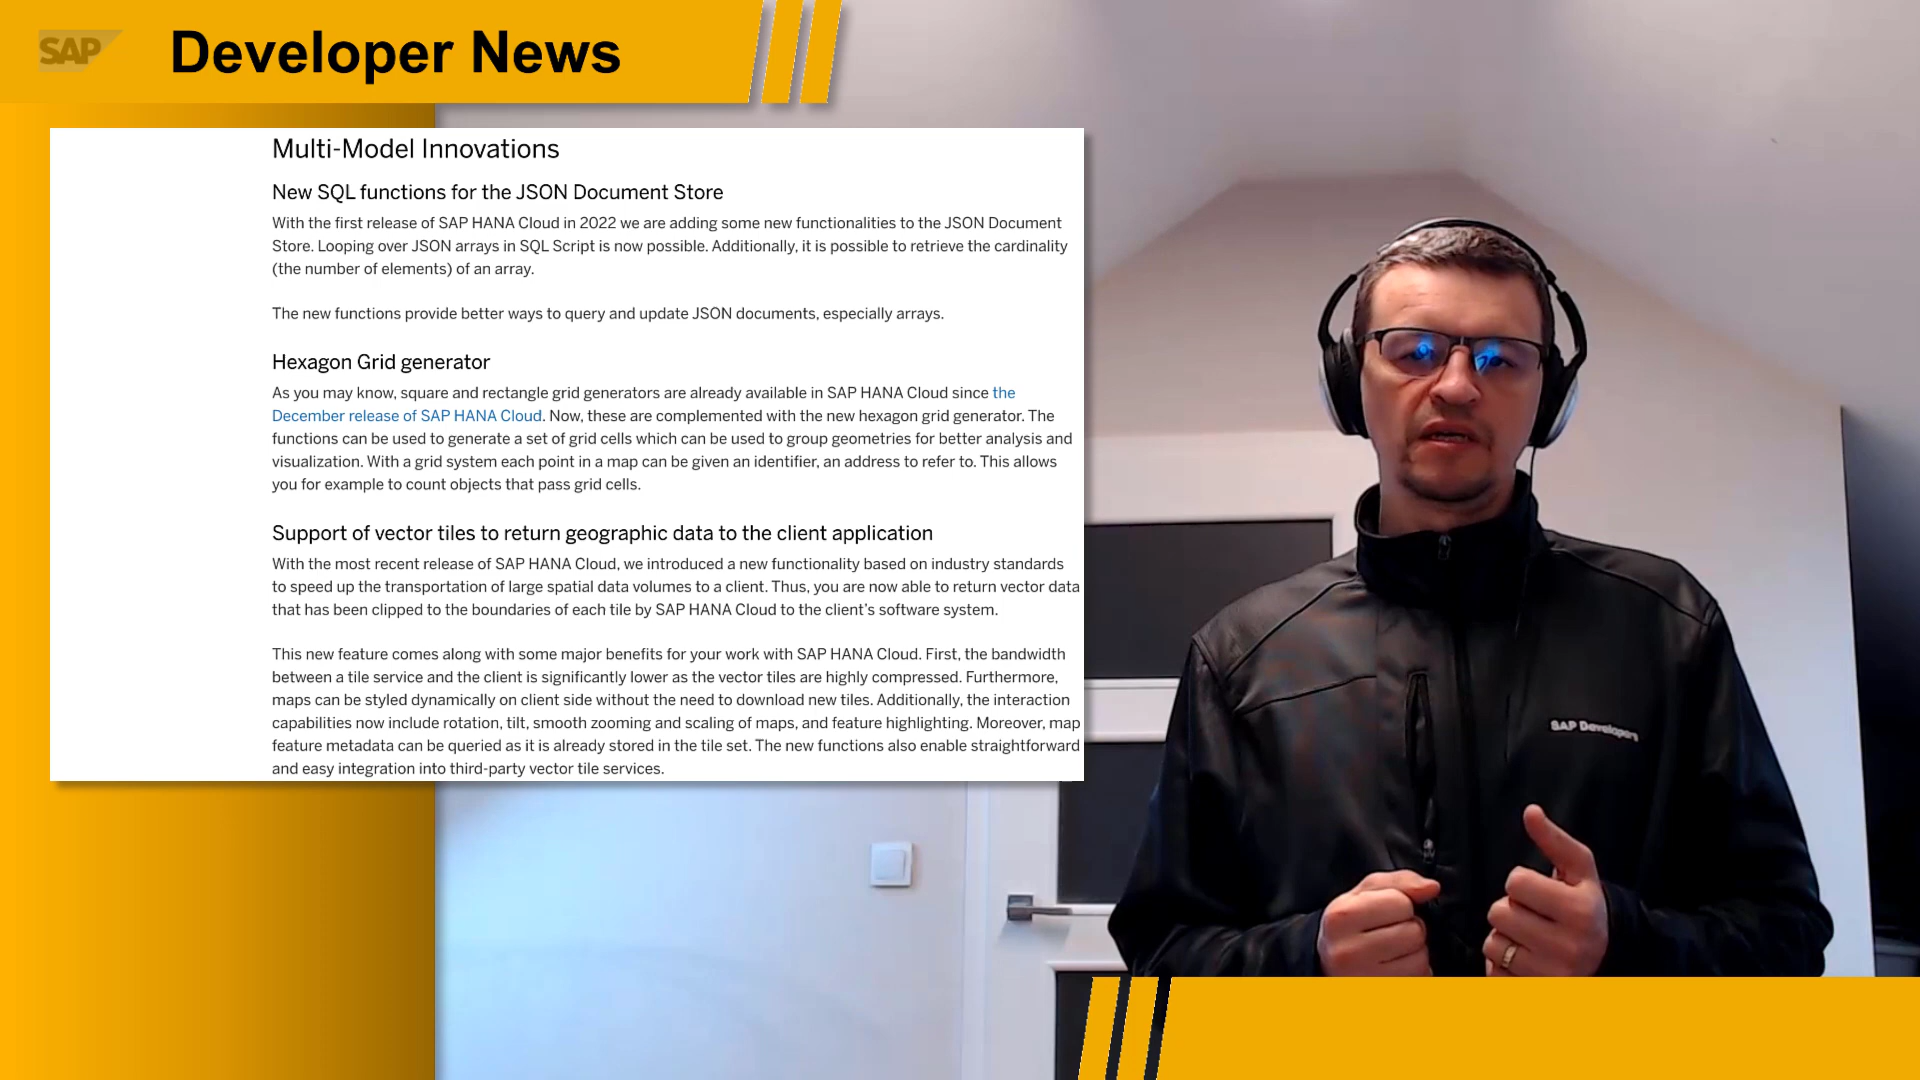 SAP
Developer News
Multi-Model Innovations
New SQL functions for the JSON Document Store
With the first release of SAP HANA Cloud in 2022 we are adding some new functionalities to the JSON Document
Store. Looping over JSON arrays in SQL Script is now possible. Additionally, it is possible to retrieve the cardinality
(the number of elements) of an array.
The new functions provide better ways to query and update JSON documents, especially arrays.
Hexagon Grid generator
As you may know, square and rectangle grid generators are already available in SAP HANA Cloud since the
December release of SAP HANA Cloud. Now, these are complemented with the new hexagon grid generator. The
functions can be used to generate a set of grid cells which can be used to group geometries for better analysis and
visualization. With a grid system each point in a map can be given an identifier, an address to refer to. This allows
you for example to count objects that pass grid cells.
Support of vector tiles to return geographic data to the client application
With the most recent release of SAP HANA Cloud, we introduced a new functionality based on industry standards
to speed up the transportation of large spatial data volumes to a client. Thus, you are now able to return vector data
that has been clipped to the boundaries of each tile by SAP HANA Cloud to the client's software system.
This new feature comes along with some major benefits for your work with SAP HANA Cloud. First, the bandwidth
between a tile service and the client is significantly lower as the vector tiles are highly compressed. Furthermore,
maps can be styled dynamically on client side without the need to download new tiles. Additionally, the interaction
capabilities now include rotation, tilt, smooth zooming and scaling of maps, and feature highlighting. Moreover, map
feature metadata can be queried as it is already stored in the tile set. The new functions also enable straightforward
and easy integration into third-party vector tile services.
SAP Developers